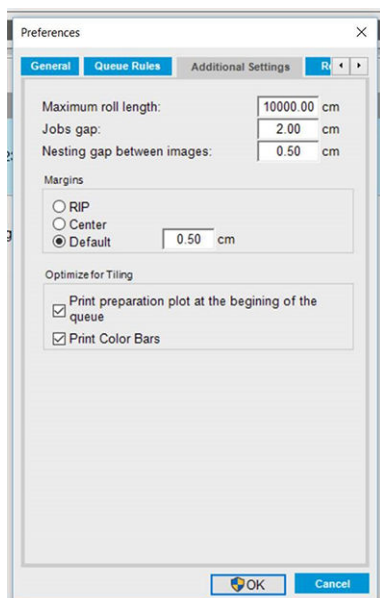 Preferences
General Queue Rules Additional Settings
Maximum roll length: 10000.00 cm
Jobs gap: 2.00 cm
Nesting gap between images: 0.50 cm
Margins
RIP
Center
Default 0.50 cm
Optimize for Tiling
Print preparation plot at the begining of the
queue
Print Color Bars
OK Cancel